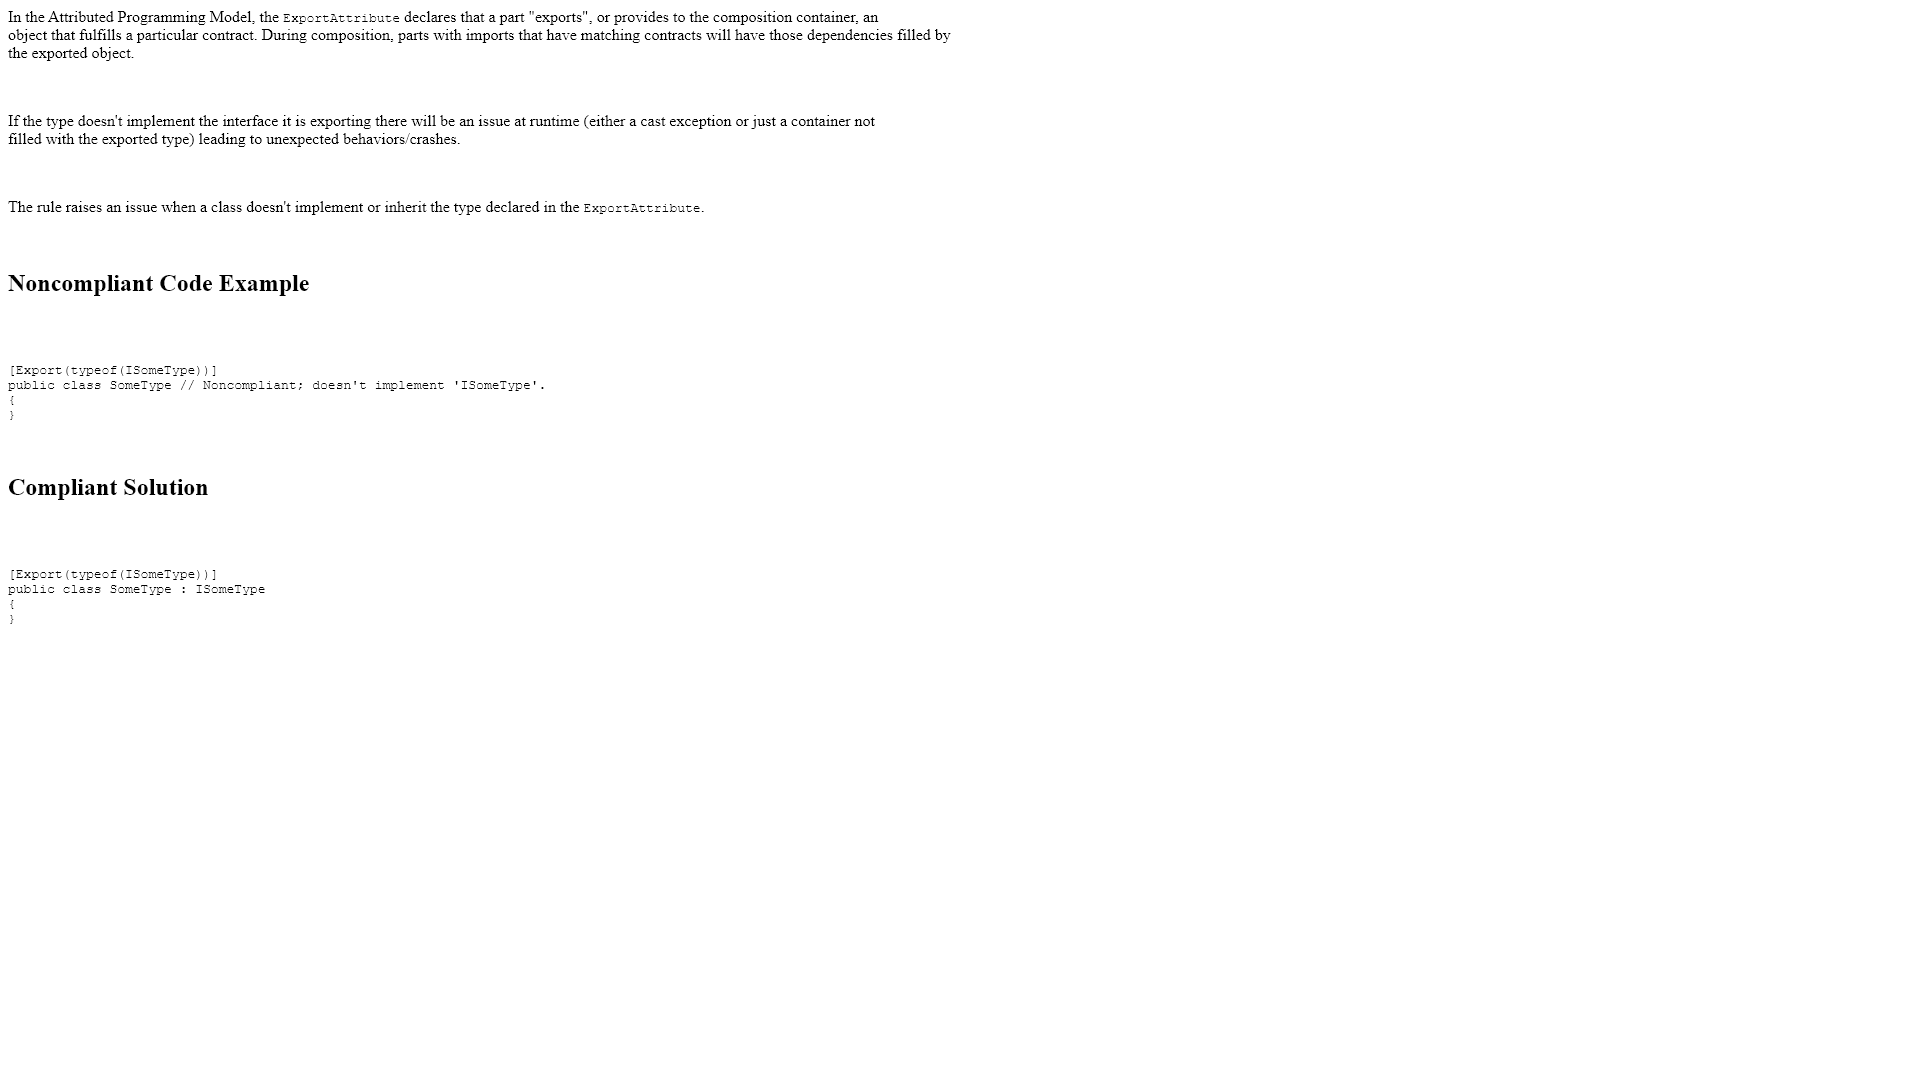 In the Attributed Programming Model, the ExportAttribute declares that a part "exports", or provides to the composition container, an
object that fulfills a particular contract. During composition, parts with imports that have matching contracts will have those dependencies filled by
the exported object.
If the type doesn't implement the interface it is exporting there will be an issue at runtime (either a cast exception or just a container not
filled with the exported type) leading to unexpected behaviors/crashes.
The rule raises an issue when a class doesn't implement or inherit the type declared in the ExportAttribute.
Noncompliant Code Example
[Export(typeof(ISomeType))]
public class SomeType // Noncompliant; doesn't implement 'ISomeType'.
{
}
Compliant Solution
[Export(typeof(ISomeType))]
public class SomeType : ISomeType
{
}